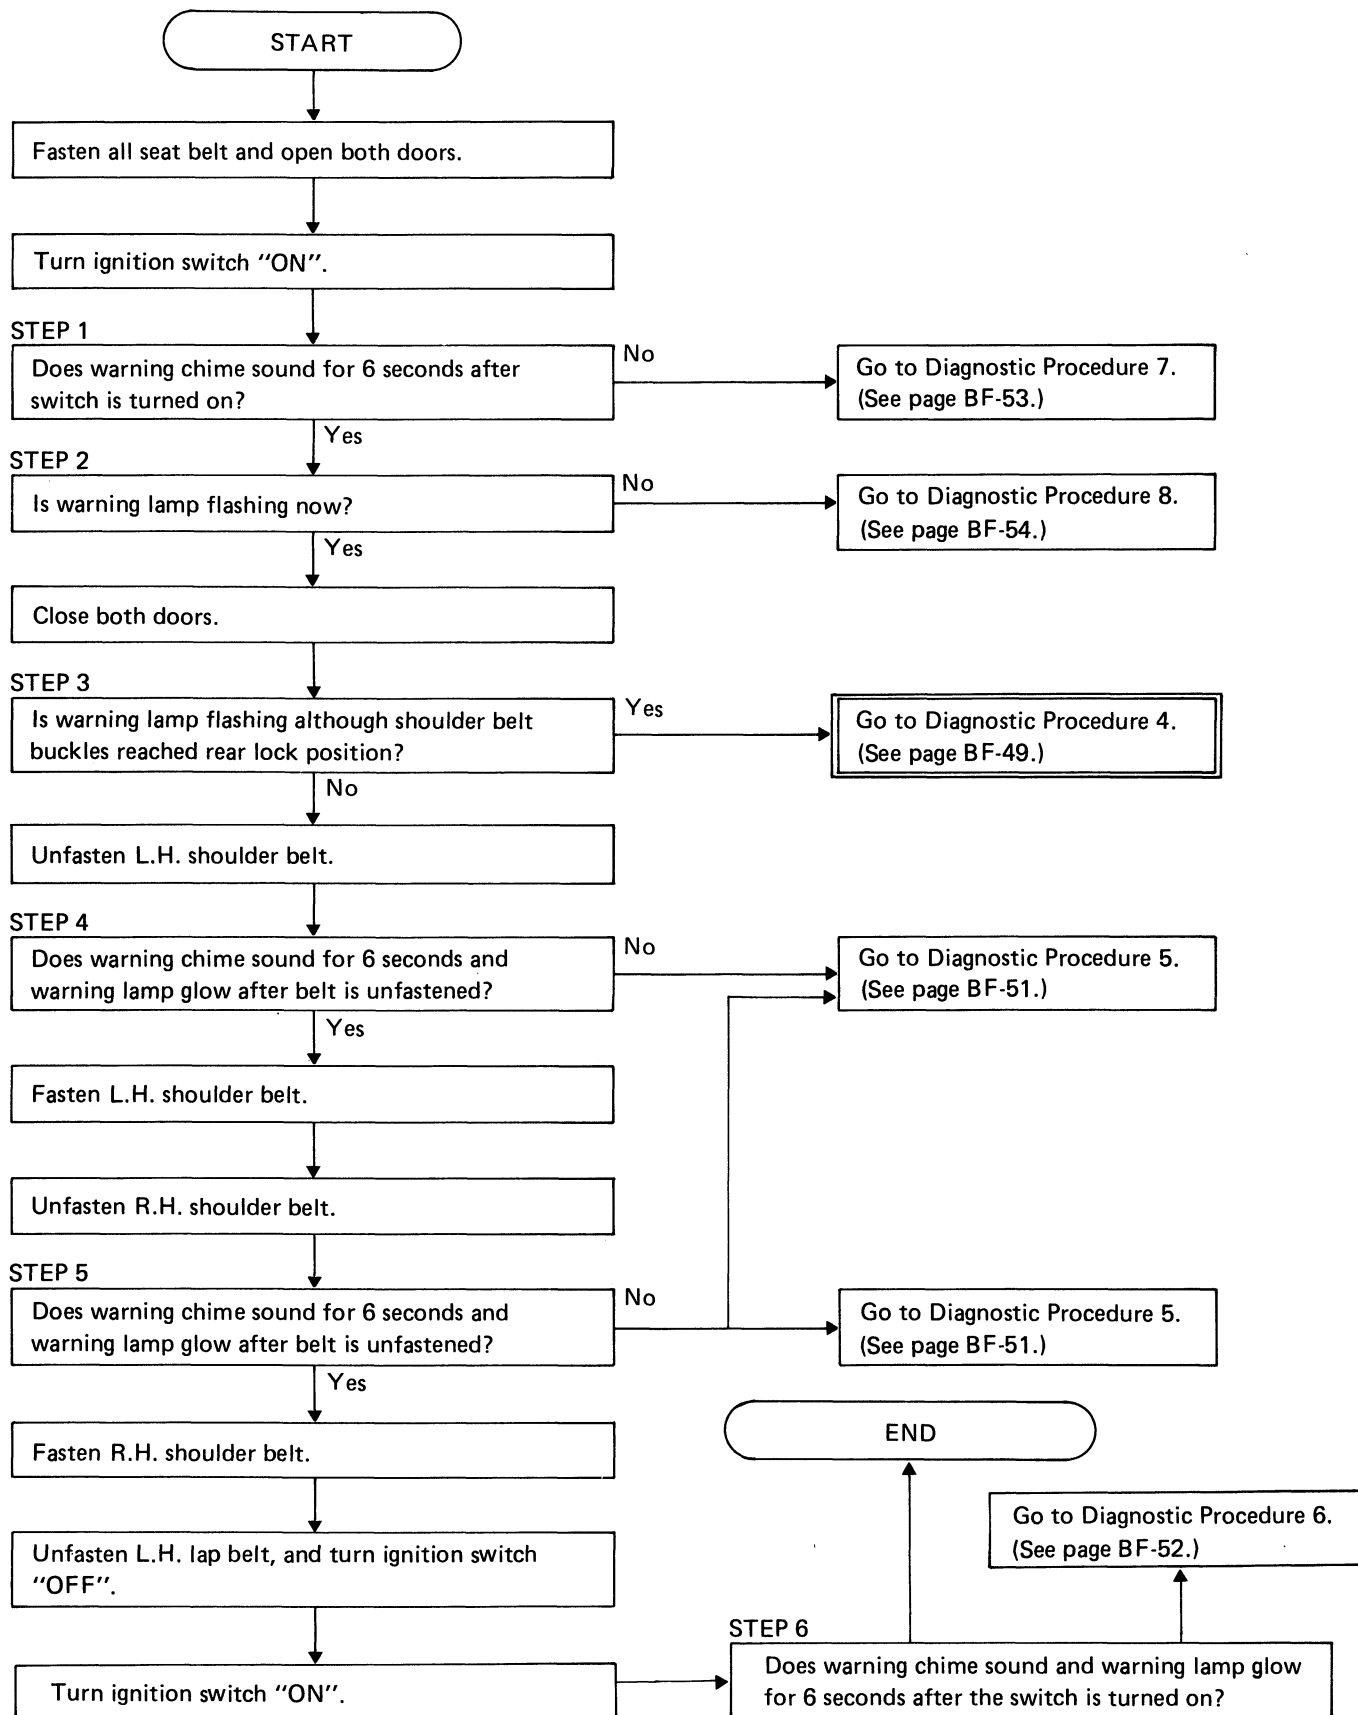 START
Fasten all seat belt and open both doors.
Turn ignition switch “ON”.
STEP 1
Does warning chime sound for 6 seconds after
switch is turned on?
No
Go to Diagnostic Procedure 7.
(See page BF-53.)
Yes
STEP 2
Is warning lamp flashing now?
No
Go to Diagnostic Procedure 8.
(See page BF-54.)
Yes
Close both doors.
STEP 3
Is warning lamp flashing although shoulder belt
buckles reached rear lock position?
Yes
Go to Diagnostic Procedure 4.
(See page BF-49.)
No
Unfasten L.H. shoulder belt.
STEP 4
Does warning chime sound for 6 seconds and
warning lamp glow after belt is unfastened?
No
Go to Diagnostic Procedure 5.
(See page BF-51.)
Yes
Fasten L.H. shoulder belt.
Unfasten R.H. shoulder belt.
STEP 5
Does warning chime sound for 6 seconds and
warning lamp glow after belt is unfastened?
No
Go to Diagnostic Procedure 5.
(See page BF-51.)
Yes
Fasten R.H. shoulder belt.
END
Go to Diagnostic Procedure 6.
(See page BF-52.)
Unfasten L.H. lap belt, and turn ignition switch
“OFF”.
Turn ignition switch “ON”.
STEP 6
Does warning chime sound and warning lamp glow
for 6 seconds after the switch is turned on?